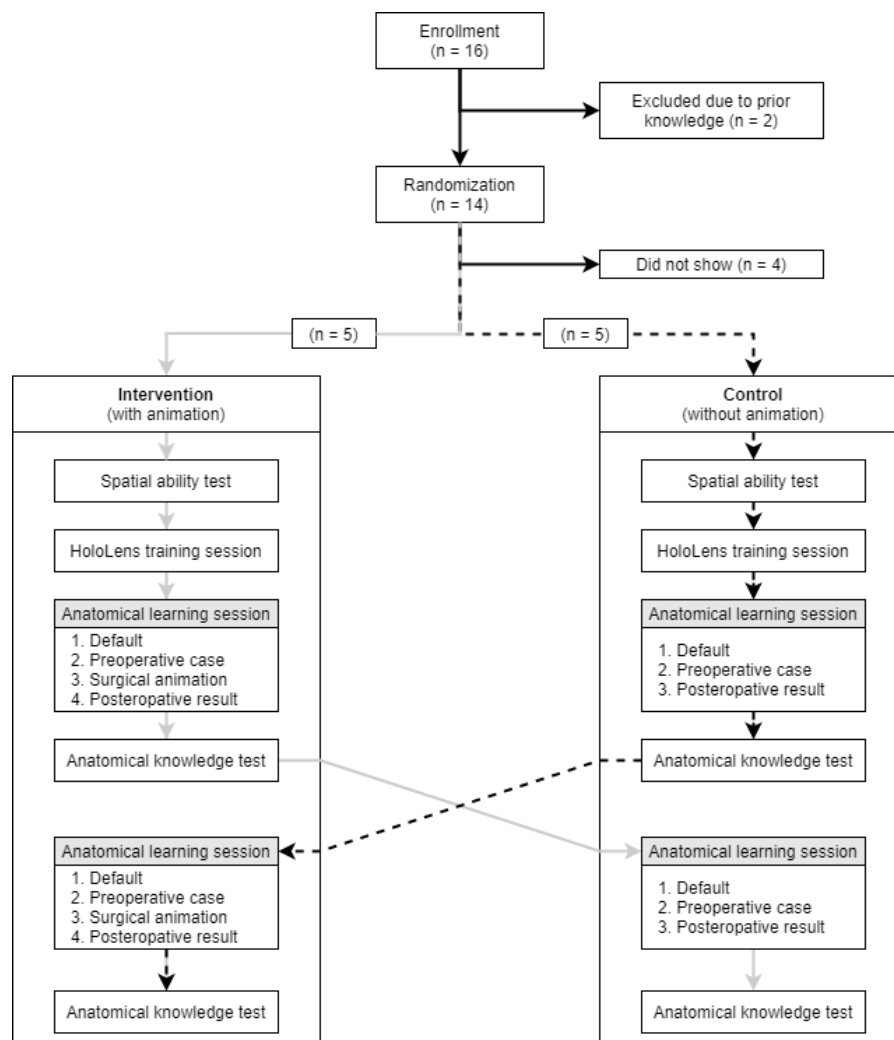 Enrollment
(n = 16)
Excluded due to prior
knowledge (n = 2)
Randomization
(n = 14)
Did not show (n = 4)
(n = 5)
(n = 5)
Intervention
(with animation)
Spatial ability test
HoloLens training session
Anatomical learning session
1. Default
2. Preoperative case
3. Surgical animation
4. Posteropative result
Anatomical knowledge test
Anatomical learning session
1. Default
2. Preoperative case
3. Surgical animation
4. Posteropative result
Anatomical knowledge test
Control
(without animation)
Spatial ability test
HoloLens training session
Anatomical learning session
1. Default
2. Preoperative case
3. Posteropative result
Anatomical knowledge test
Anatomical learning session
1. Default
2. Preoperative case
3. Posteropative result
Anatomical knowledge test